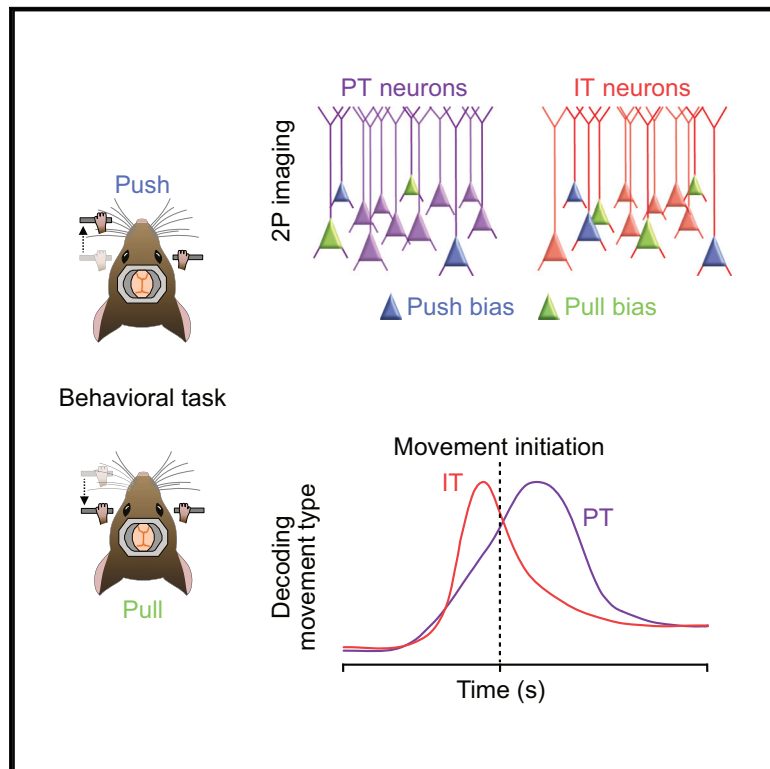 Push
Behavioral task
Pull
2P imaging
PT neurons
IT neurons
Push bias
Pull bias
Movement initiation
IT
PT
Decoding
movement type
Time (s)